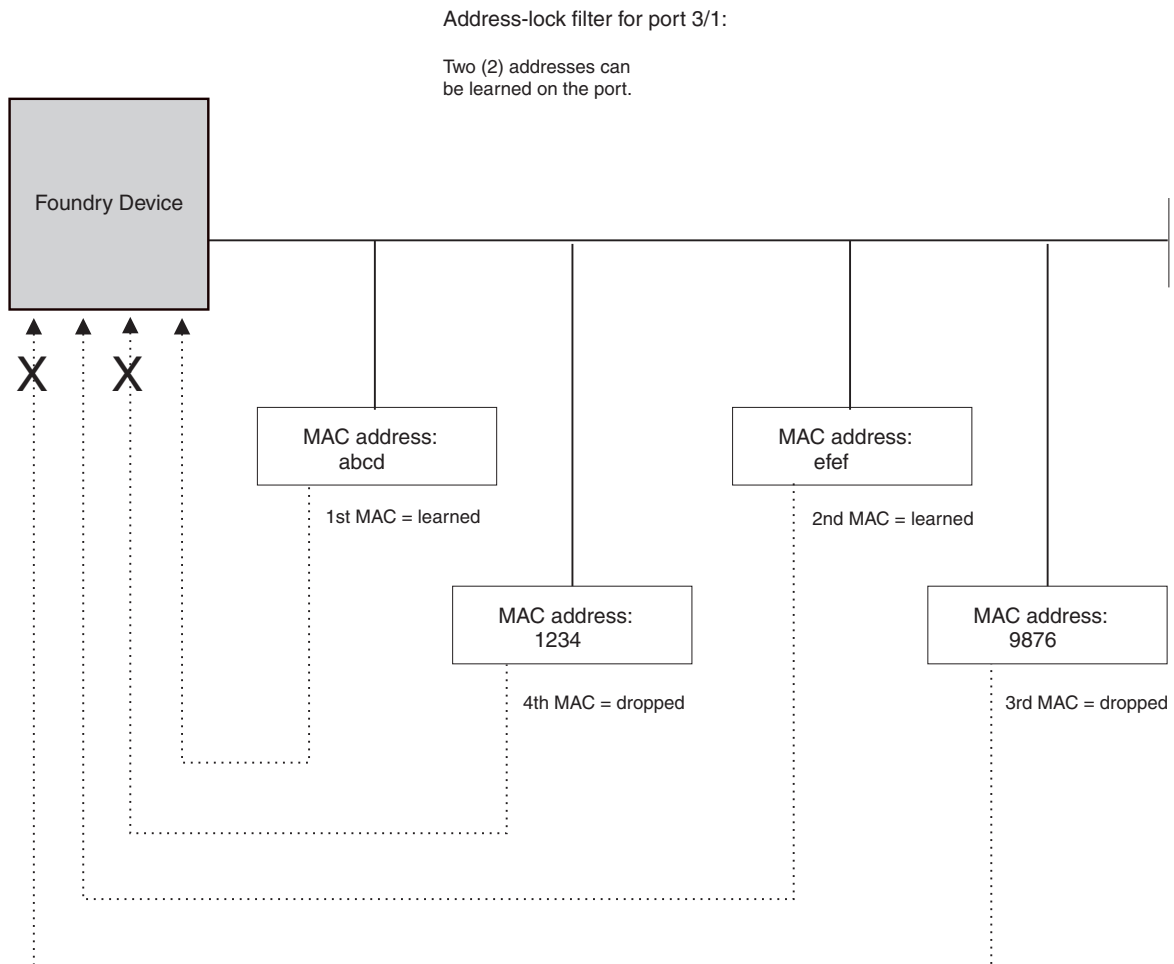 Address-lock filter for port 3/1:
Two (2) addresses can
be learned on the port.
Foundry Device
X
X
MAC address:
abcd
MAC address:
efef
1st MAC = learned
2nd MAC = learned
MAC address:
1234
MAC address:
9876
4th MAC = dropped
3rd MAC = dropped